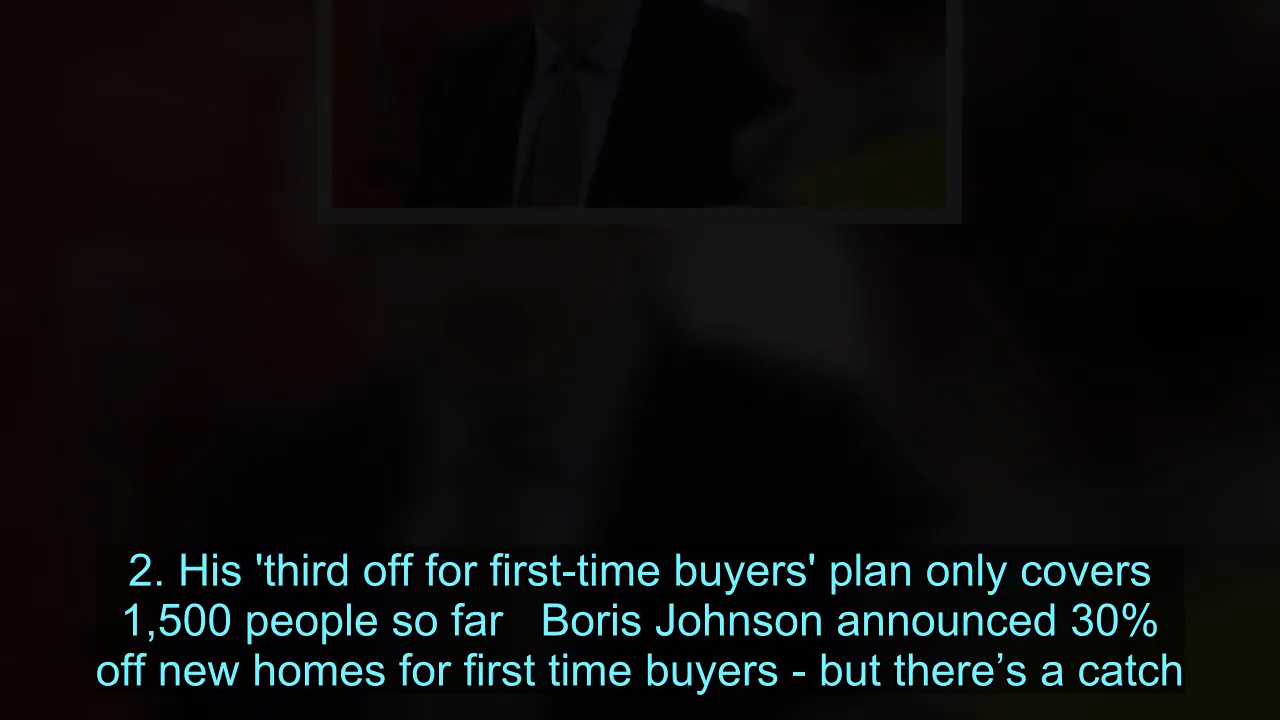 2. His 'third off for first-time buyers' plan only covers
1,500 people so far   Boris Johnson announced 30%
off new homes for first time buyers - but there’s a catch